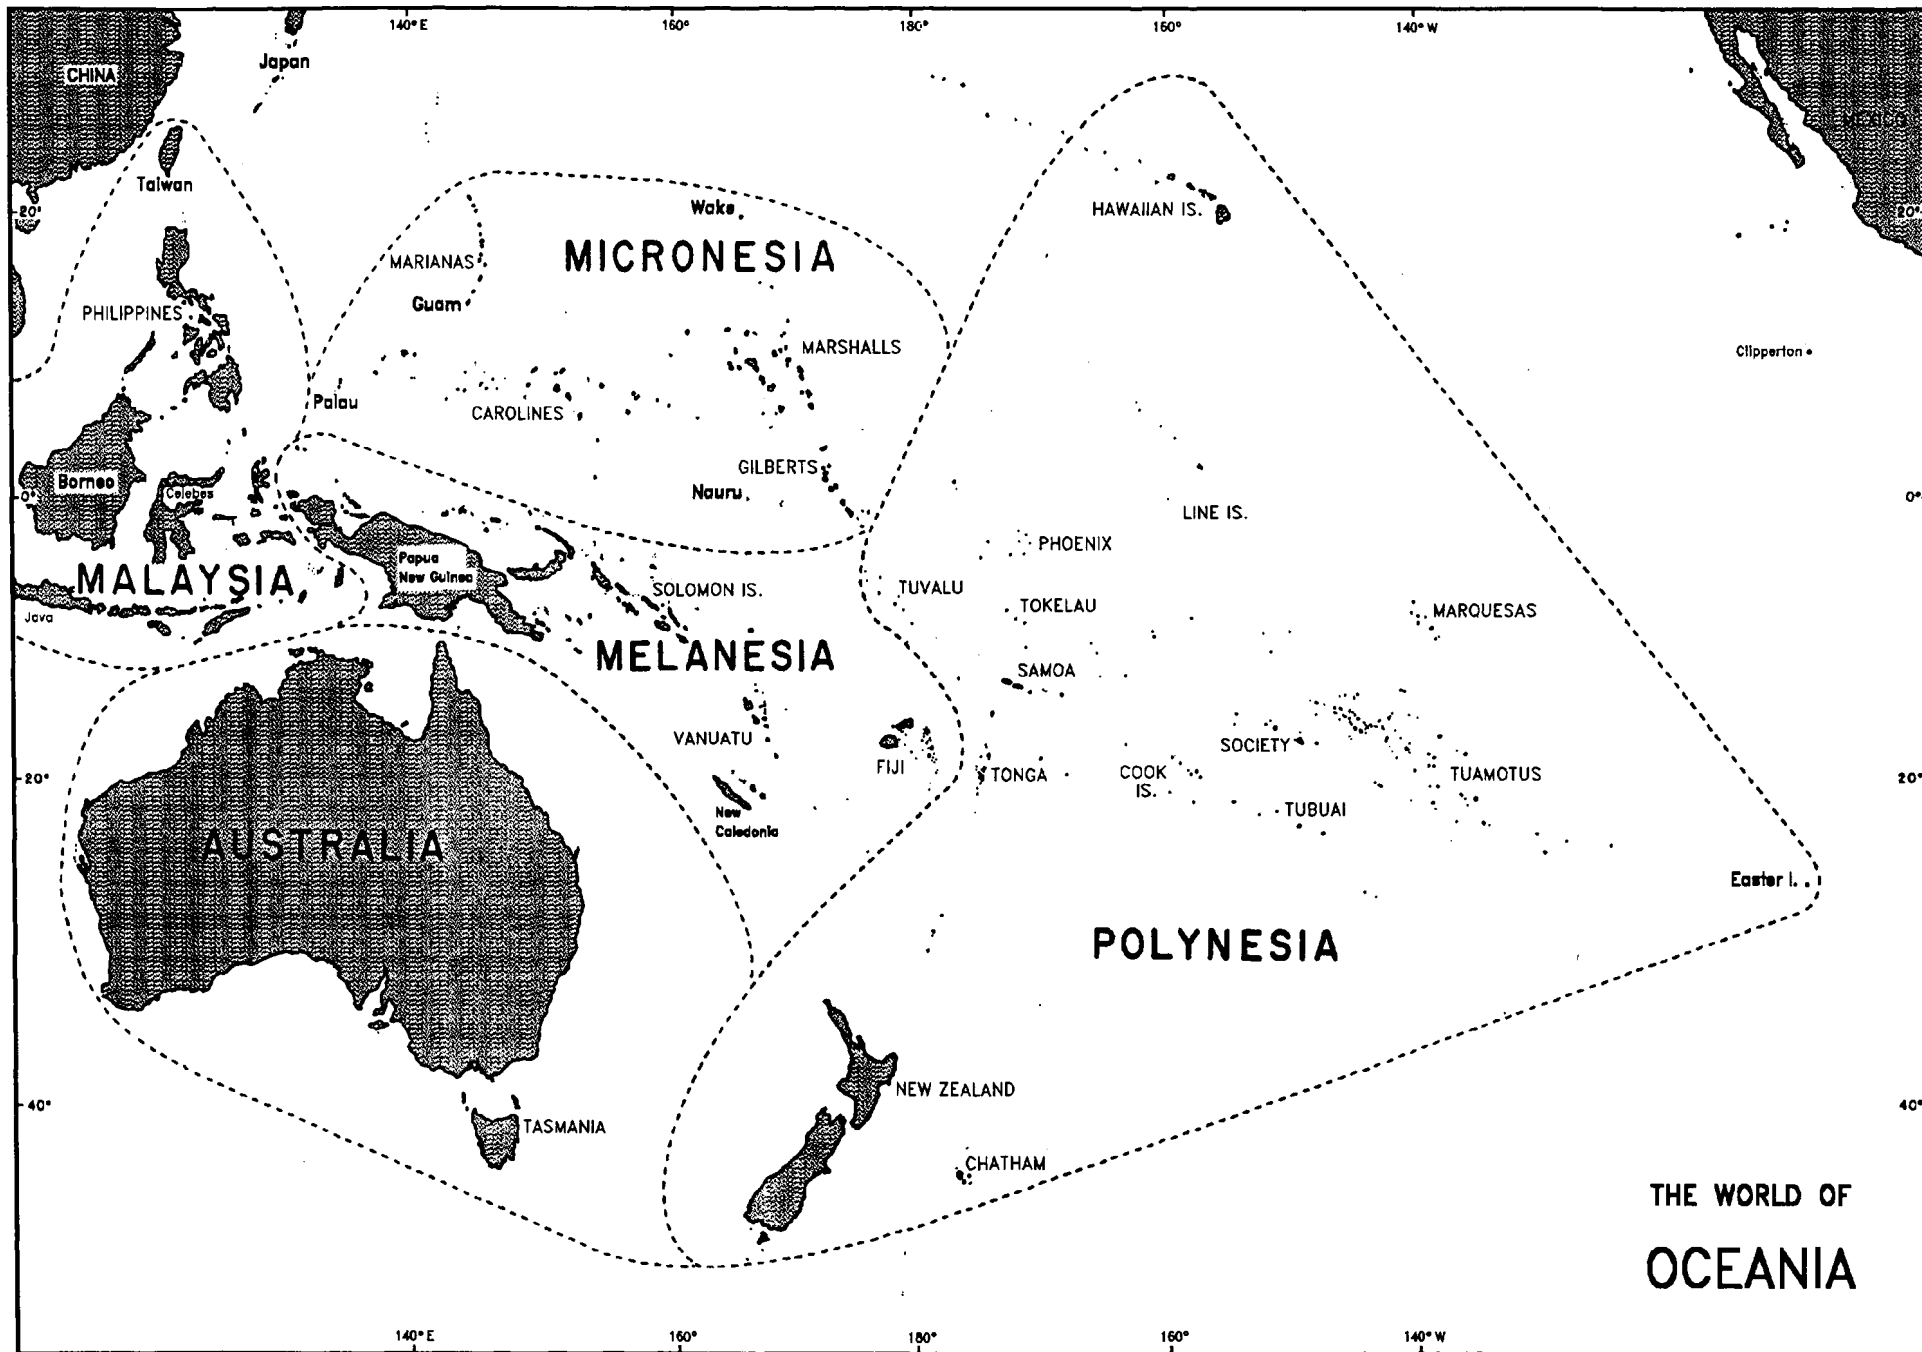 140° E
160°
180°
160°
140° W
CHINA
Japan
MEXICO
Taiwan
20°
Wake
HAWAIIAN IS.
20°
MICRONESIA
MARIANAS
Guam
PHILIPPINES
MARSHALLS
Clipperton
Palau
CAROLINES
GILBERTS
Borneo
Celebes
0°
Nauru
0°
LINE IS.
PHOENIX
Papua
New Guinea
MALAYSIA
SOLOMON IS.
TUVALU
TOKELAU
MARQUESAS
Java
MELANESIA
SAMOA
VANUATU
SOCIETY
FIJI
TONGA
COOK
IS.
TUAMOTUS
20°
20°
TUBUAI
New
Caledonia
AUSTRALIA
Easter I.
POLYNESIA
NEW ZEALAND
40°
40°
TASMANIA
CHATHAM
THE WORLD OF
OCEANIA
140° E
160°
180°
160°
140° W